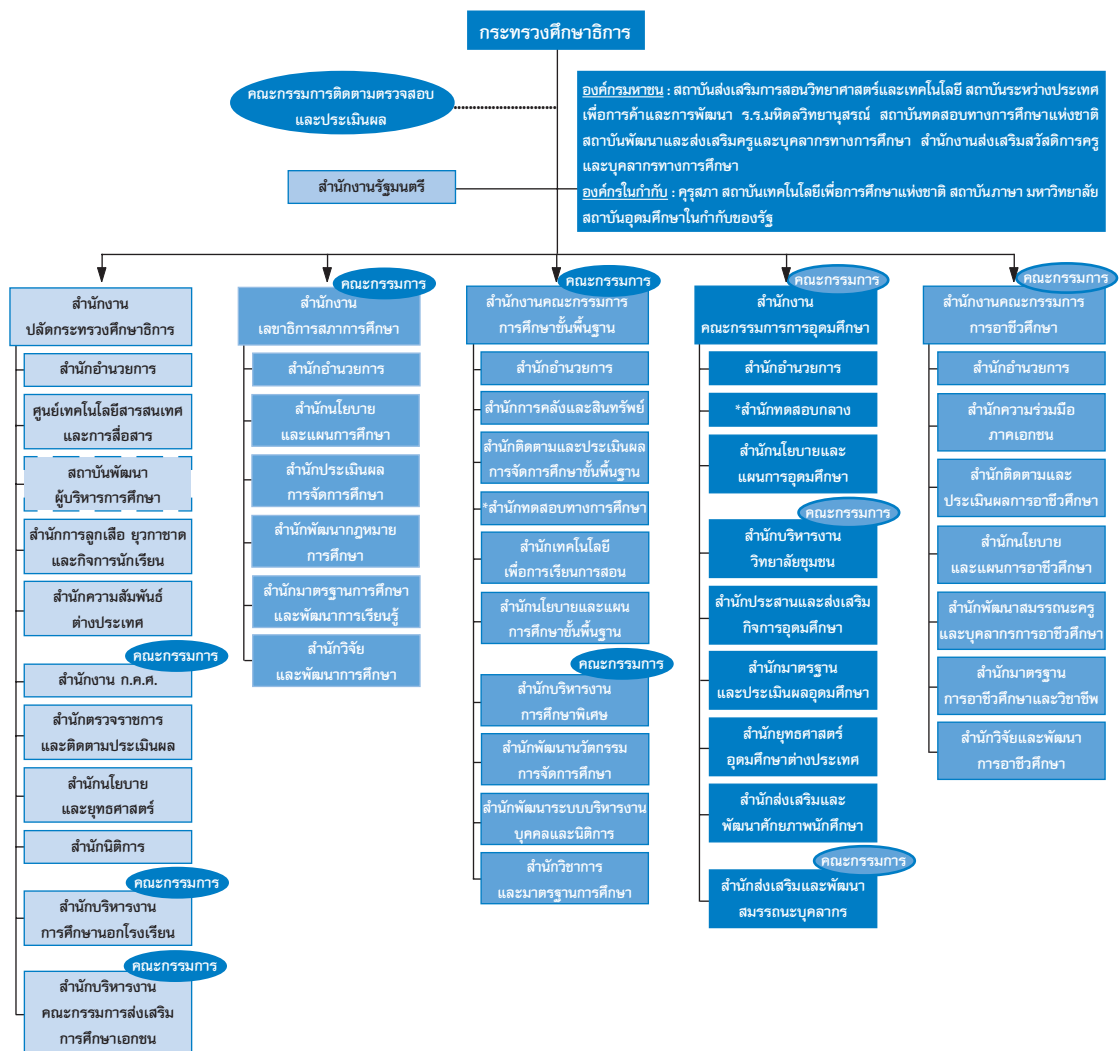 กระทรวงศึกษาธิการ
คณะกรรมการติดตามตรวจสอบ
และประเมินผล
องค์กรมหาชน : สถาบันส่งเสริมการสอนวิทยาศาสตร์และเทคโนโลยี สถาบันระหว่างประเทศ
เพื่อการค้าและการพัฒนา ร.ร.มหิดลวิทยานุสรณ์ สถาบันทดสอบทางการศึกษาแห่งชาติ
สถาบันพัฒนาและส่งเสริมครูและบุคลากรทางการศึกษา สำนักงานส่งเสริมสวัสดิการครู
และบุคลากรทางการศึกษา
องค์กรในกำกับ : คุรุสภา สถาบันเทคโนโลยีเพื่อการศึกษาแห่งชาติ สถาบันภาษา มหาวิทยาลัย
สถาบันอุดมศึกษาในกำกับของรัฐ
สำนักงานรัฐมนตรี
สำนักงาน
ปลัดกระทรวงศึกษาธิการ
สำนักอำนวยการ
ศูนย์เทคโนโลยีสารสนเทศ
และการสื่อสาร
สถาบันพัฒนา
ผู้บริหารการศึกษา
สำนักการลูกเสือ ยุวกาชาด
และกิจการนักเรียน
สำนักความสัมพันธ์
ต่างประเทศ
คณะกรรมการ
สำนักงาน ก.ค.ศ.
สำนักตรวจราชการ
และติดตามประเมินผล
สำนักนโยบาย
และยุทธศาสตร์
สำนักนิติการ
คณะกรรมการ
สำนักบริหารงาน
การศึกษานอกโรงเรียน
คณะกรรมการ
สำนักบริหารงาน
คณะกรรมการส่งเสริม
การศึกษาเอกชน
คณะกรรมการ
สำนักงาน
เลขาธิการสภาการศึกษา
สำนักอำนวยการ
สำนักนโยบาย
และแผนการศึกษา
สำนักประเมินผล
การจัดการศึกษา
สำนักพัฒนากฎหมาย
การศึกษา
สำนักมาตรฐานการศึกษา
และพัฒนาการเรียนรู้
สำนักวิจัย
และพัฒนาการศึกษา
คณะกรรมการ
สำนักงานคณะกรรมการ
การศึกษาขั้นพื้นฐาน
สำนักอำนวยการ
สำนักการคลังและสินทรัพย์
สำนักติดตามและประเมินผล
การจัดการศึกษาขั้นพื้นฐาน
*สำนักทดสอบทางการศึกษา
สำนักเทคโนโลยี
เพื่อการเรียนการสอน
สำนักนโยบายและแผน
การศึกษาขั้นพื้นฐาน
คณะกรรมการ
สำนักบริหารงาน
การศึกษาพิเศษ
สำนักพัฒนานวัตกรรม
การจัดการศึกษา
สำนักพัฒนาระบบบริหารงาน
บุคคลและนิติการ
สำนักวิชาการ
และมาตรฐานการศึกษา
คณะกรรมการ
สำนักงาน
คณะกรรมการการอุดมศึกษา
สำนักอำนวยการ
*สำนักทดสอบกลาง
สำนักนโยบายและ
แผนการอุดมศึกษา
คณะกรรมการ
สำนักบริหารงาน
วิทยาลัยชุมชน
สำนักประสานและส่งเสริม
กิจการอุดมศึกษา
สำนักมาตรฐาน
และประเมินผลอุดมศึกษา
สำนักยุทธศาสตร์
อุดมศึกษาต่างประเทศ
สำนักส่งเสริมและ
พัฒนาศักยภาพนักศึกษา
คณะกรรมการ
สำนักส่งเสริมและพัฒนา
สมรรถนะบุคลากร
คณะกรรมการ
สำนักงานคณะกรรมการ
การอาชีวศึกษา
สำนักอำนวยการ
สำนักความร่วมมือ
ภาคเอกชน
สำนักติดตามและ
ประเมินผลการอาชีวศึกษา
สำนักนโยบาย
และแผนการอาชีวศึกษา
สำนักพัฒนาสมรรถนะครู
และบุคลากรการอาชีวศึกษา
สำนักมาตรฐาน
การอาชีวศึกษาและวิชาชีพ
สำนักวิจัยและพัฒนา
การอาชีวศึกษา